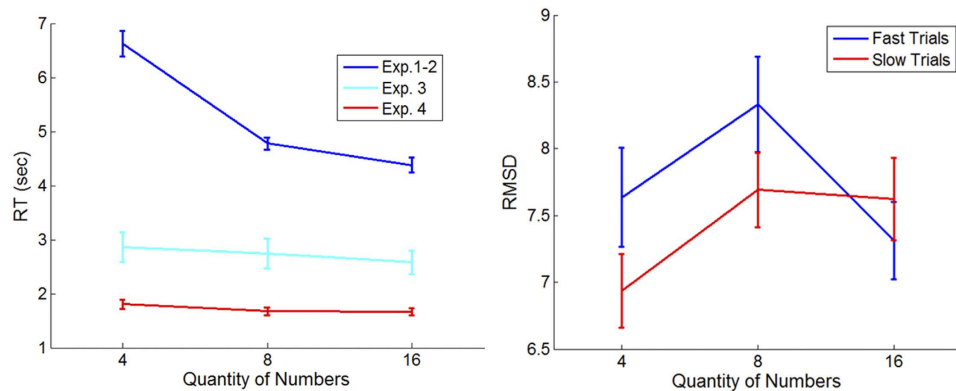 7
6
5
4
3
2
1
RT (sec)
Exp.1-2
Exp. 3
Exp. 4
4
8
16
Quantity of Numbers
9
8.5
8
7.5
7
6.5
RMSD
Fast Trials
Slow Trials
4
8
16
Quantity of Numbers